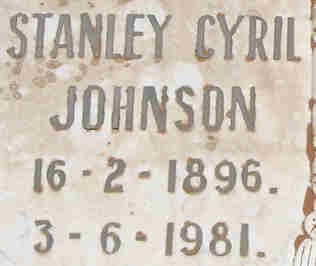 STANLEY CYRIL
JOHNSON
16 - 2 - 1896.
3 - 6 - 1981.